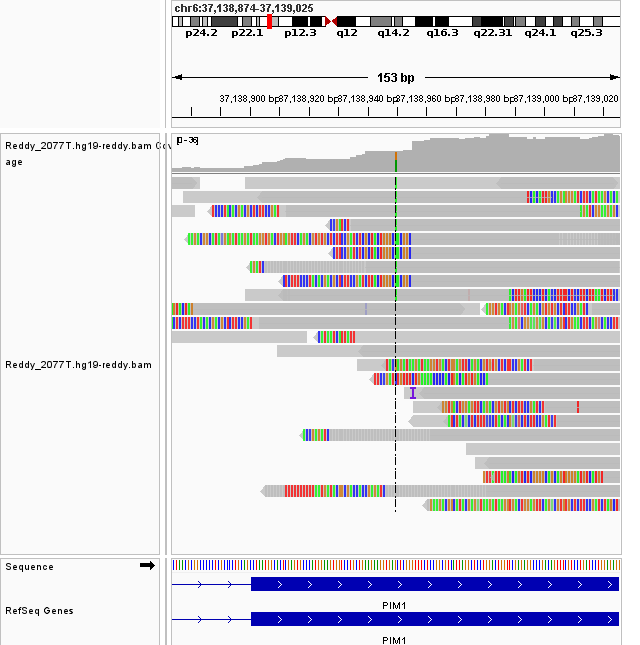 chr6:37,138,874-37,139,025
p24.2 p22.1 p12.3 q12 q14.2 q16.3 q22.31 q24.1 q25.3
153 bp
37,138,900 bp 37,138,920 bp 37,138,940 bp 37,138,960 bp 37,138,980 bp 37,139,000 bp 37,139,020
Reddy_2077T.hg19-reddy.bam Cov
age
[0-36]
Reddy_2077T.hg19-reddy.bam
I
Sequence
PIM1
RefSeq Genes
PIM1